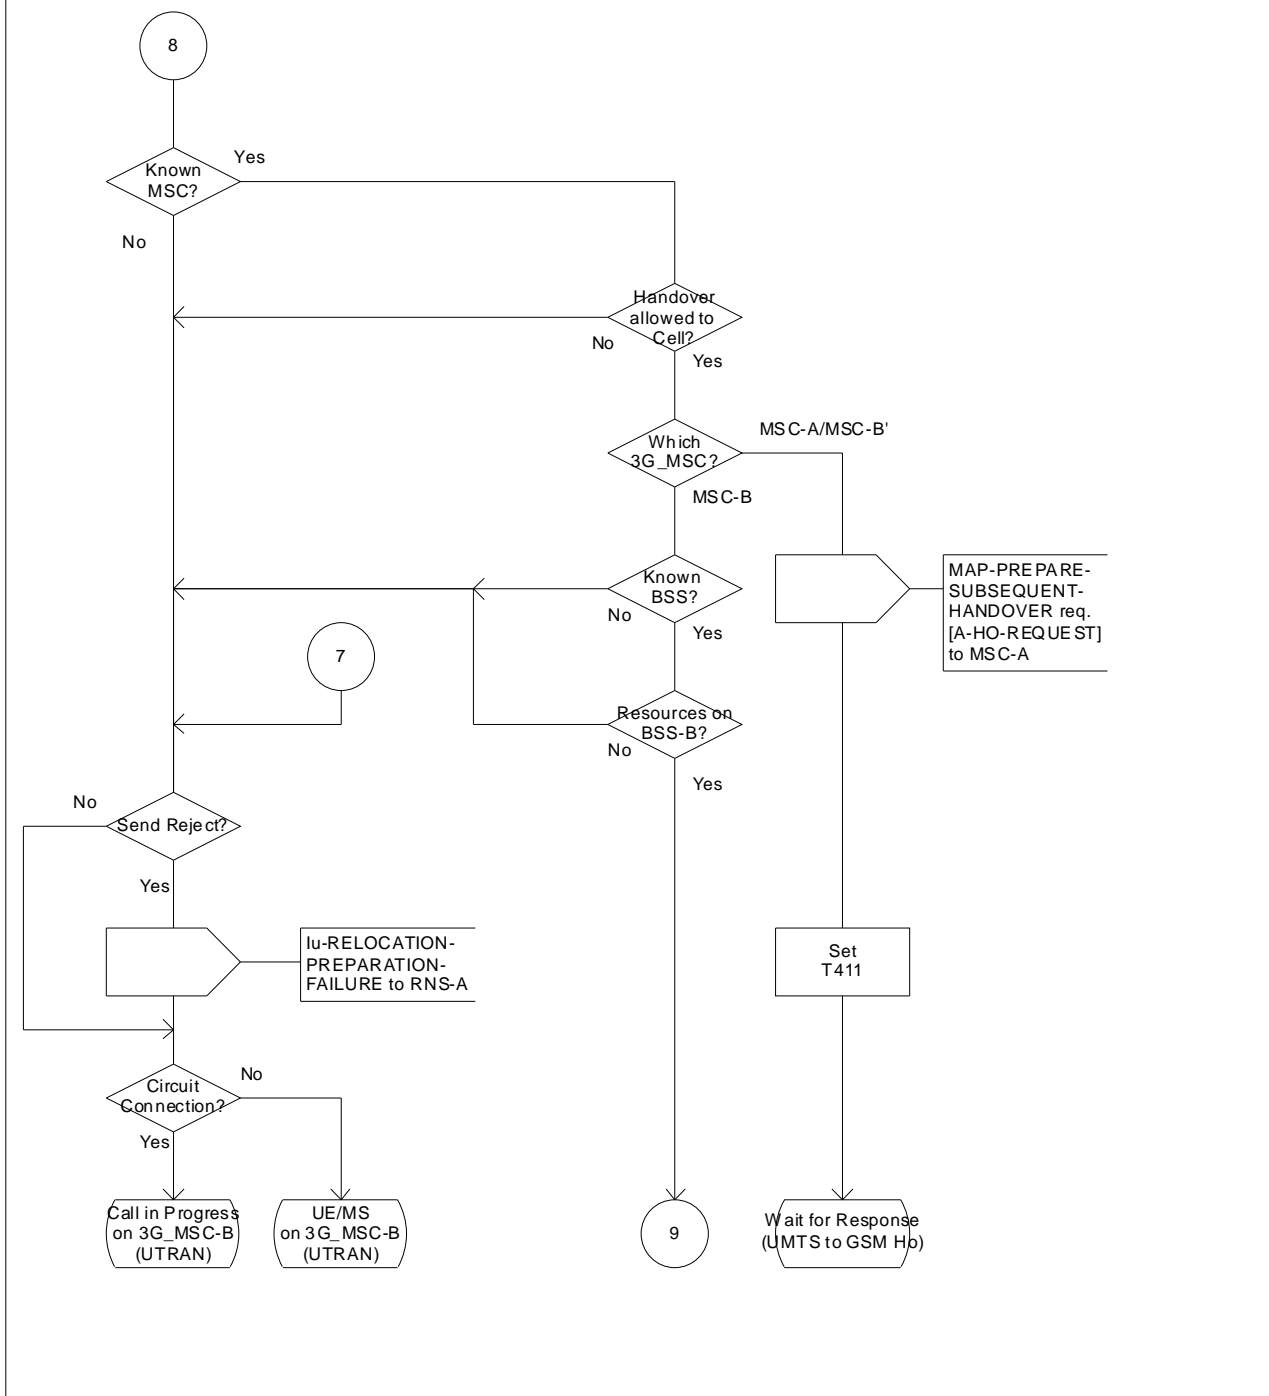 8
Yes
Known
MSC?
No
Handover
allowed to
Cell?
No
Yes
MSC-A/MSC-B'
Which
3G_MSC?
MSC-B
Known
BSS?
No
Yes
MAP-PREPARE-
SUBSEQUENT-
HANDOVER req.
[A-HO-REQUEST]
to MSC-A
7
Resources on
BSS-B?
No
Yes
No
Send Reject?
Yes
Iu-RELOCATION-
PREPARATION-
FAILURE to RNS-A
Set
T411
Circuit
Connection?
No
Yes
Call in Progress
on 3G_MSC-B
(UTRAN)
UE/MS
on 3G_MSC-B
(UTRAN)
9
Wait for Response
(UMTS to GSM Ho)